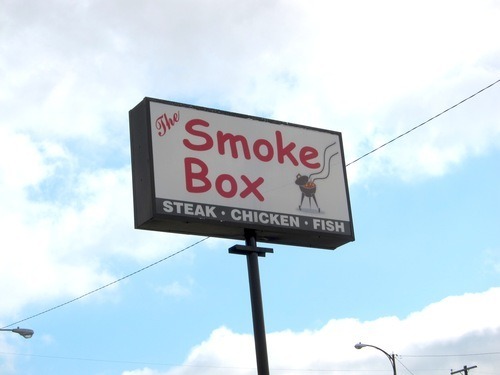 The
Smoke
Box
STEAK · CHICKEN · FISH